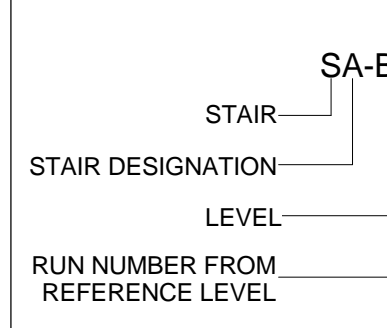 SA-
STAIR
STAIR DESIGNATION
LEVEL
RUN NUMBER FROM
REFERENCE LEVEL